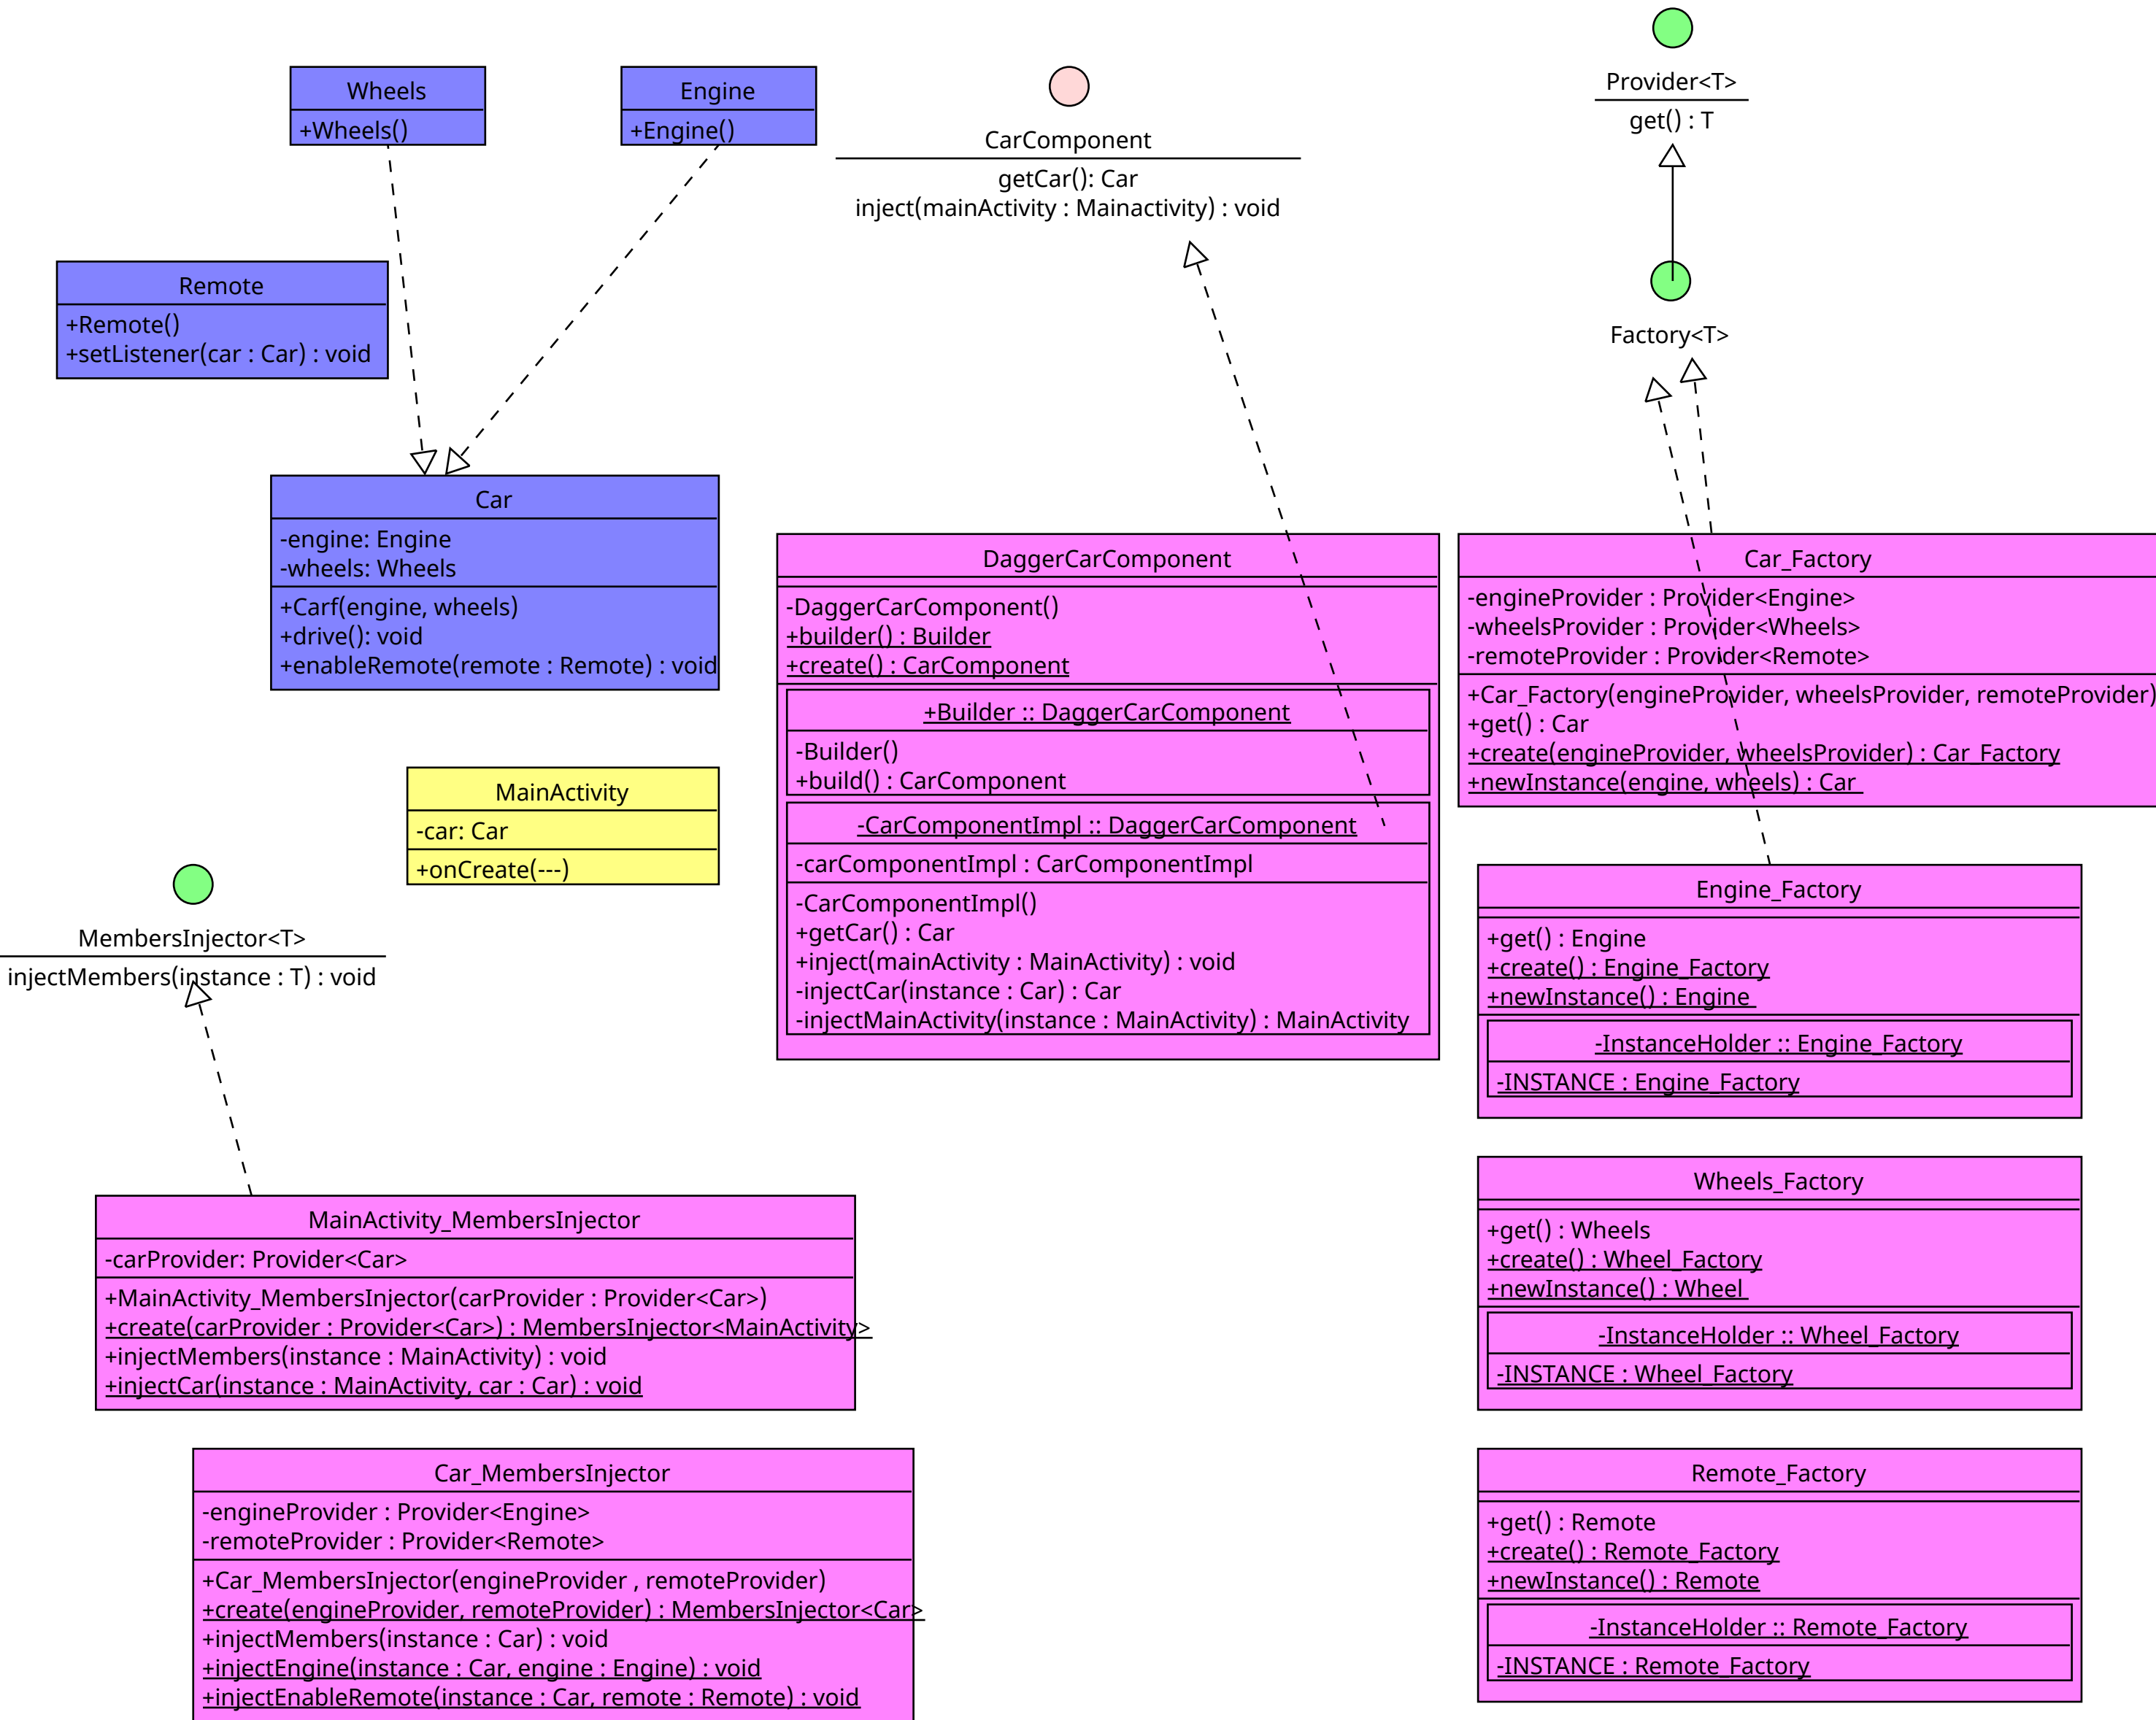 Provider<T>
get() : T
Wheels
+Wheels()
Engine
+Engine()
CarComponent
getCar(): Car
inject(mainActivity : Mainactivity) : void
Remote
+Remote()
+setListener(car : Car) : void
Factory<T>
Car
-engine: Engine
-wheels: Wheels
+Carf(engine, wheels)
+drive(): void
+enableRemote(remote : Remote) : void
DaggerCarComponent
-DaggerCarComponent()
+builder() : Builder
+create() : CarComponent
+Builder :: DaggerCarComponent
-Builder()
+build() : CarComponent
-CarComponentImpl :: DaggerCarComponent
-carComponentImpl : CarComponentImpl
-CarComponentImpl()
+getCar() : Car
+inject(mainActivity : MainActivity) : void
-injectCar(instance : Car) : Car
-injectMainActivity(instance : MainActivity) : MainActivity
Car_Factory
-engineProvider : Provider<Engine>
-wheelsProvider : Provider<Wheels>
-remoteProvider : Provider<Remote>
+Car_Factory(engineProvider, wheelsProvider, remoteProvider)
+get() : Car
+create(engineProvider, wheelsProvider) : Car_Factory
+newInstance(engine, wheels) : Car
MainActivity
-car: Car
+onCreate(---)
MembersInjector<T>
injectMembers(instance : T) : void
Engine_Factory
+get() : Engine
+create() : Engine_Factory
+newInstance() : Engine
-InstanceHolder :: Engine_Factory
-INSTANCE : Engine_Factory
Wheels_Factory
+get() : Wheels
+create() : Wheel_Factory
+newInstance() : Wheel
-InstanceHolder :: Wheel_Factory
-INSTANCE : Wheel_Factory
MainActivity_MembersInjector
-carProvider: Provider<Car>
+MainActivity_MembersInjector(carProvider : Provider<Car>)
+create(carProvider : Provider<Car>) : MembersInjector<MainActivity>
+injectMembers(instance : MainActivity) : void
+injectCar(instance : MainActivity, car : Car) : void
Car_MembersInjector
-engineProvider : Provider<Engine>
-remoteProvider : Provider<Remote>
+Car_MembersInjector(engineProvider , remoteProvider)
+create(engineProvider, remoteProvider) : MembersInjector<Car>
+injectMembers(instance : Car) : void
+injectEngine(instance : Car, engine : Engine) : void
+injectEnableRemote(instance : Car, remote : Remote) : void
Remote_Factory
+get() : Remote
+create() : Remote_Factory
+newInstance() : Remote
-InstanceHolder :: Remote_Factory
-INSTANCE : Remote_Factory